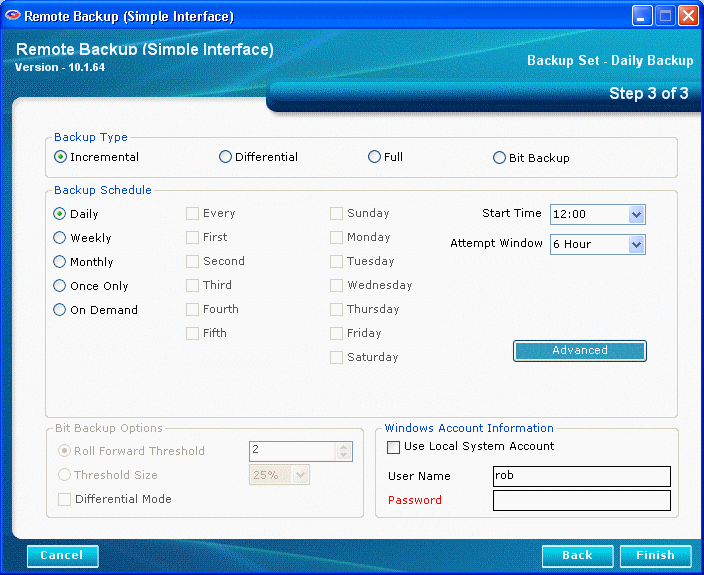 Remote Backup (Simple Interface)
Remote Backup (Simple Interface)
Version - 10.1.64
Backup Set - Daily Backup
Step 3 of 3
Backup Type
Incremental Differential Full Bit Backup
Backup Schedule
Daily Every Sunday Start Time 12:00
Weekly First Monday Attempt Window 6 Hour
Monthly Second Tuesday
Once Only Third Wednesday
On Demand Fourth Thursday
Fifth Friday
Saturday
Advanced
Bit Backup Options
Roll Forward Threshold 2
Threshold Size 25%
Differential Mode
Windows Account Information
Use Local System Account
User Name rob
Password
Cancel Back Finish